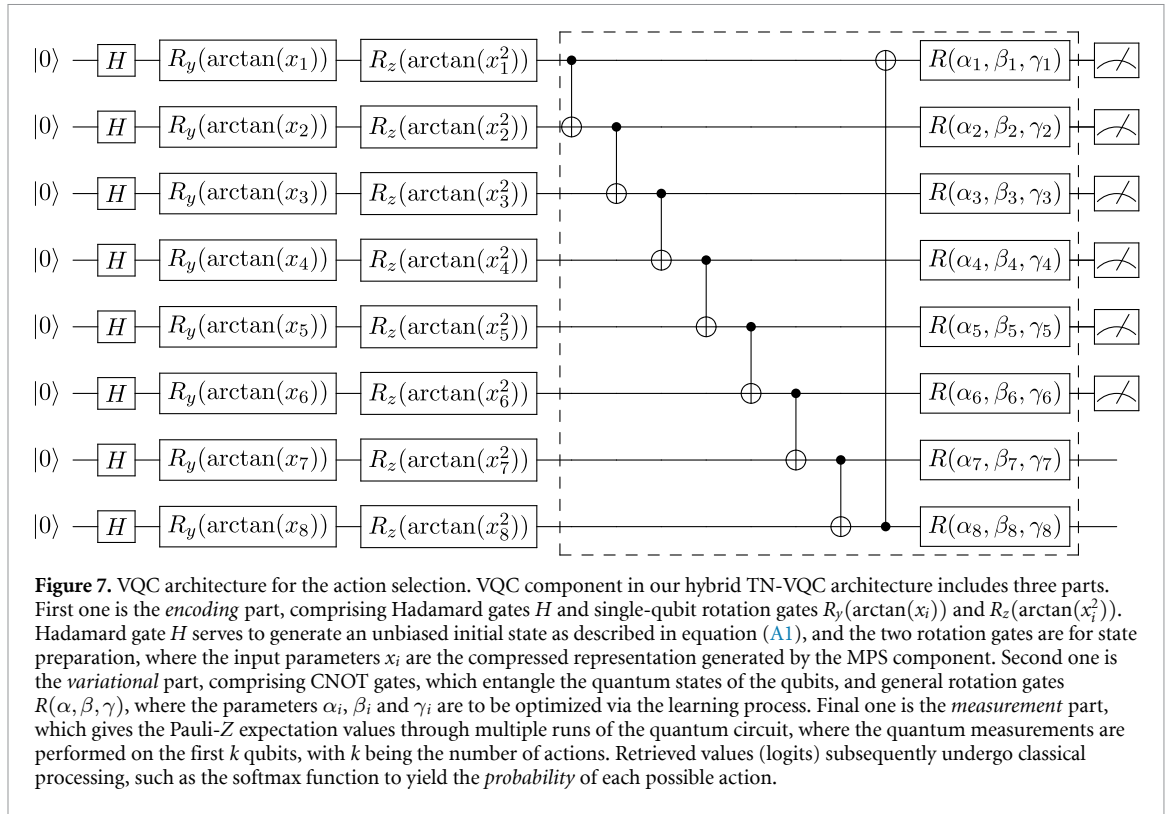 |0⟩ H R_y(arctan(x_1)) R_z(arctan(x_1^2)) R(α_1, β_1, γ_1)
|0⟩ H R_y(arctan(x_2)) R_z(arctan(x_2^2)) R(α_2, β_2, γ_2)
|0⟩ H R_y(arctan(x_3)) R_z(arctan(x_3^2)) R(α_3, β_3, γ_3)
|0⟩ H R_y(arctan(x_4)) R_z(arctan(x_4^2)) R(α_4, β_4, γ_4)
|0⟩ H R_y(arctan(x_5)) R_z(arctan(x_5^2)) R(α_5, β_5, γ_5)
|0⟩ H R_y(arctan(x_6)) R_z(arctan(x_6^2)) R(α_6, β_6, γ_6)
|0⟩ H R_y(arctan(x_7)) R_z(arctan(x_7^2)) R(α_7, β_7, γ_7)
|0⟩ H R_y(arctan(x_8)) R_z(arctan(x_8^2)) R(α_8, β_8, γ_8)
Figure 7. VQC architecture for the action selection. VQC component in our hybrid TN-VQC architecture includes three parts.
First one is the encoding part, comprising Hadamard gates H and single-qubit rotation gates R_y(arctan(x_i)) and R_z(arctan(x_i^2)).
Hadamard gate H serves to generate an unbiased initial state as described in equation (A1), and the two rotation gates are for state
preparation, where the input parameters x_i are the compressed representation generated by the MPS component. Second one is
the variational part, comprising CNOT gates, which entangle the quantum states of the qubits, and general rotation gates
R(α, β, γ), where the parameters α_i, β_i and γ_i are to be optimized via the learning process. Final one is the measurement part,
which gives the Pauli-Z expectation values through multiple runs of the quantum circuit, where the quantum measurements are
performed on the first k qubits, with k being the number of actions. Retrieved values (logits) subsequently undergo classical
processing, such as the softmax function to yield the probability of each possible action.